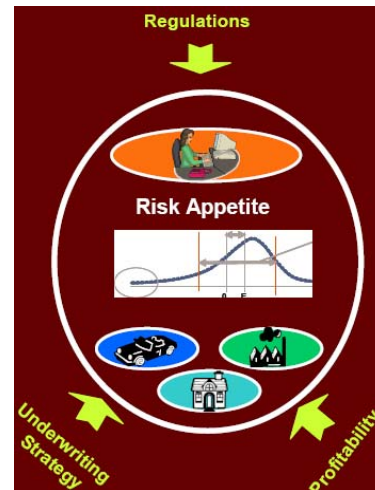 Regulations
Risk Appetite
Underwriting
Strategy
Profitability